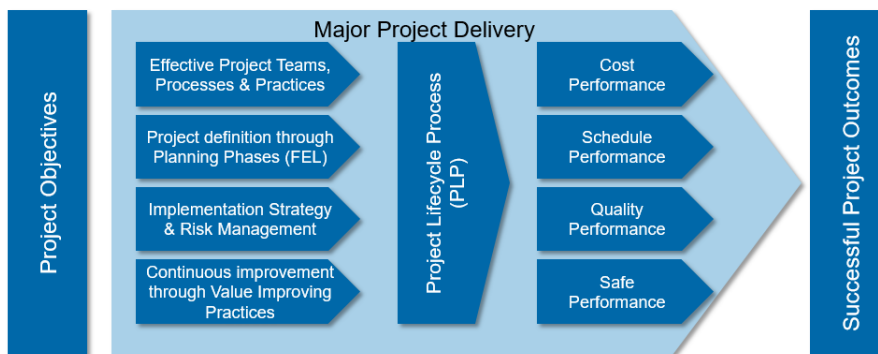 Major Project Delivery
Project Objectives
Effective Project Teams,
Processes & Practices
Project definition through
Planning Phases (FEL)
Implementation Strategy
& Risk Management
Continuous improvement
through Value Improving
Practices
Project Lifecycle Process
(PLP)
Cost
Performance
Schedule
Performance
Quality
Performance
Safe
Performance
Successful Project Outcomes